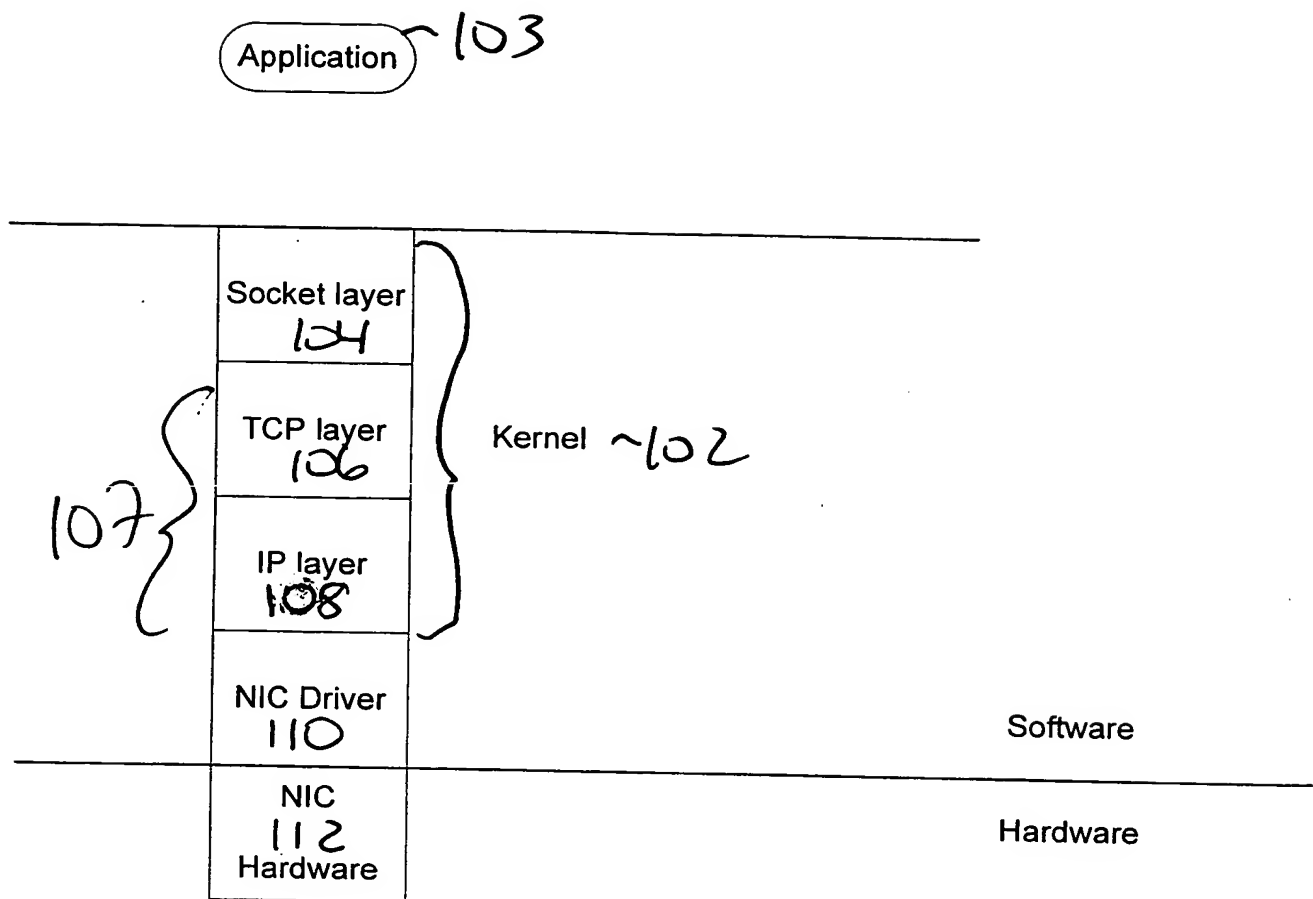 Application ~103
Socket layer
104
TCP layer
106
Kernel ~102
107
IP layer
108
NIC Driver
110
Software
NIC
112
Hardware
Hardware